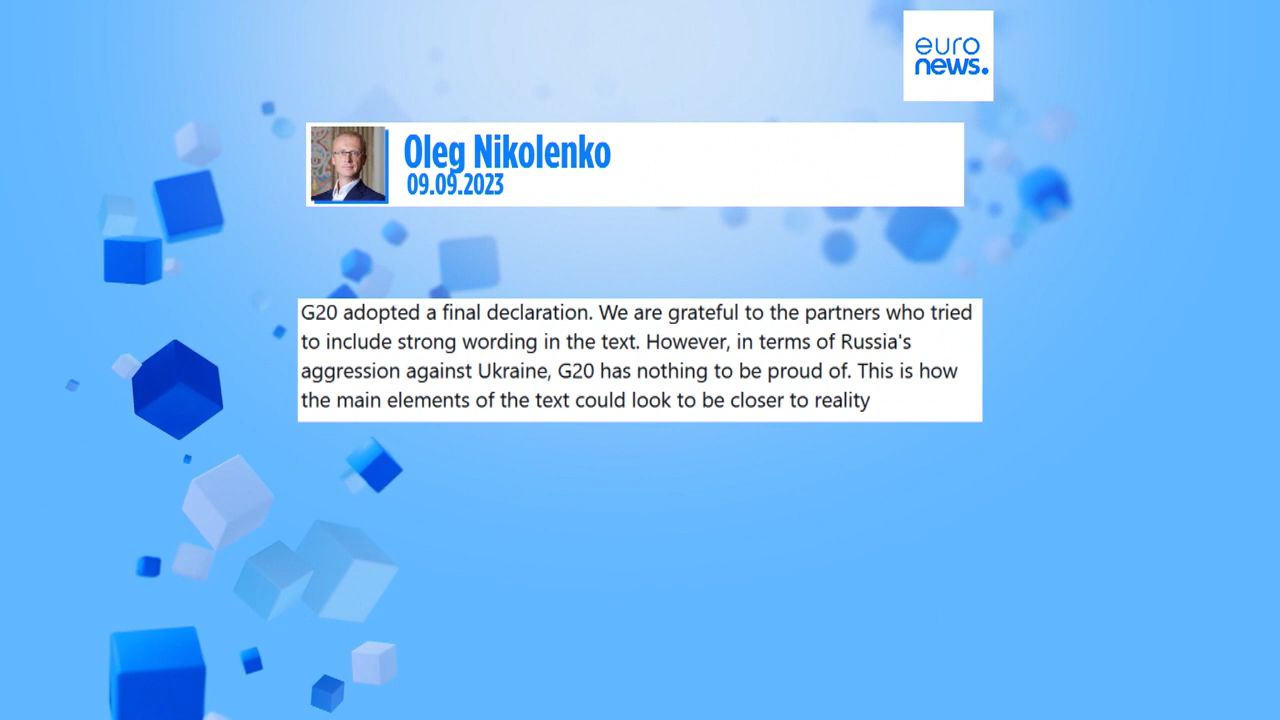 euro
news.
Oleg Nikolenko
09.09.2023
G20 adopted a final declaration. We are grateful to the partners who tried
to include strong wording in the text. However, in terms of Russia's
aggression against Ukraine, G20 has nothing to be proud of. This is how
the main elements of the text could look to be closer to reality